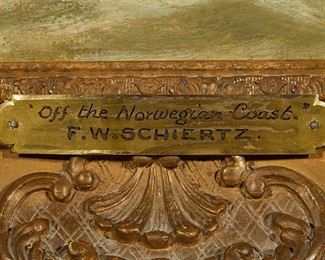 "Off the Norwegian Coast."
F. W. SCHIERTZ.